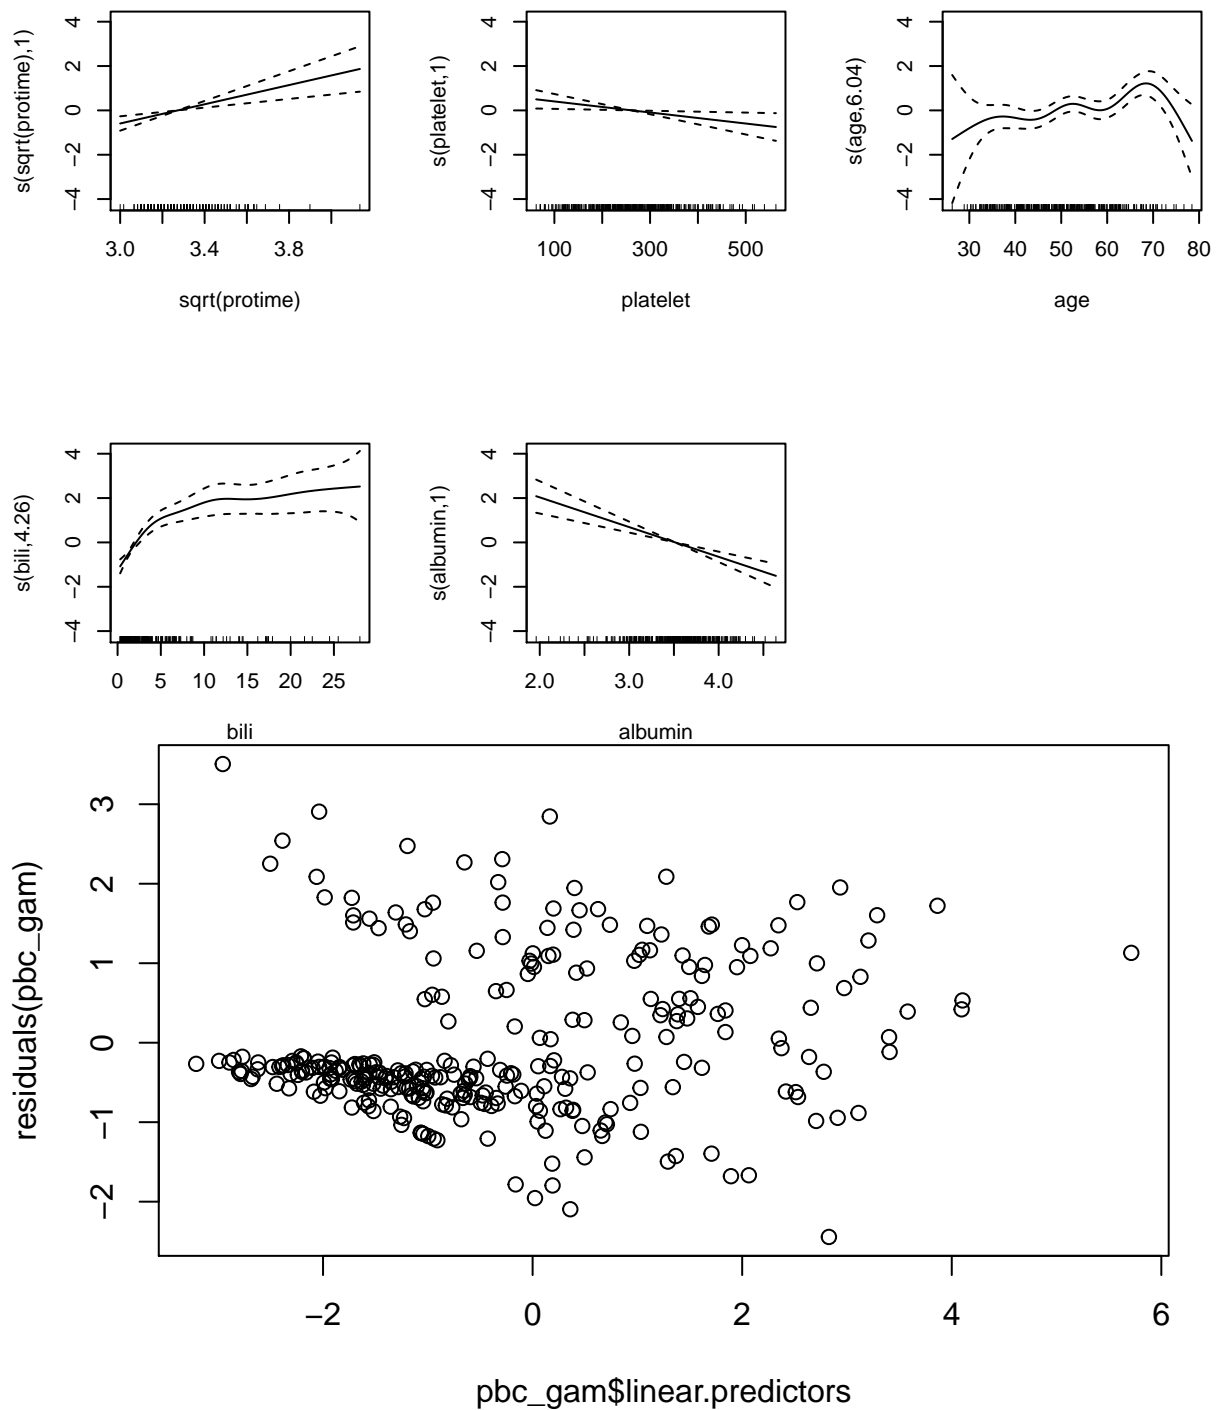 s(sqrt(protime),1)
−4 −2 0 2 4
3.0 3.4 3.8
sqrt(protime)
s(platelet,1)
−4 −2 0 2 4
100 300 500
platelet
s(age,6.04)
−4 −2 0 2 4
30 40 50 60 70 80
age
s(bili,4.26)
−4 −2 0 2 4
0 5 10 15 20 25
bili
s(albumin,1)
−4 −2 0 2 4
2.0 3.0 4.0
albumin
residuals(pbc_gam)
−2 −1 0 1 2 3
−2 0 2 4 6
pbc_gam$linear.predictors